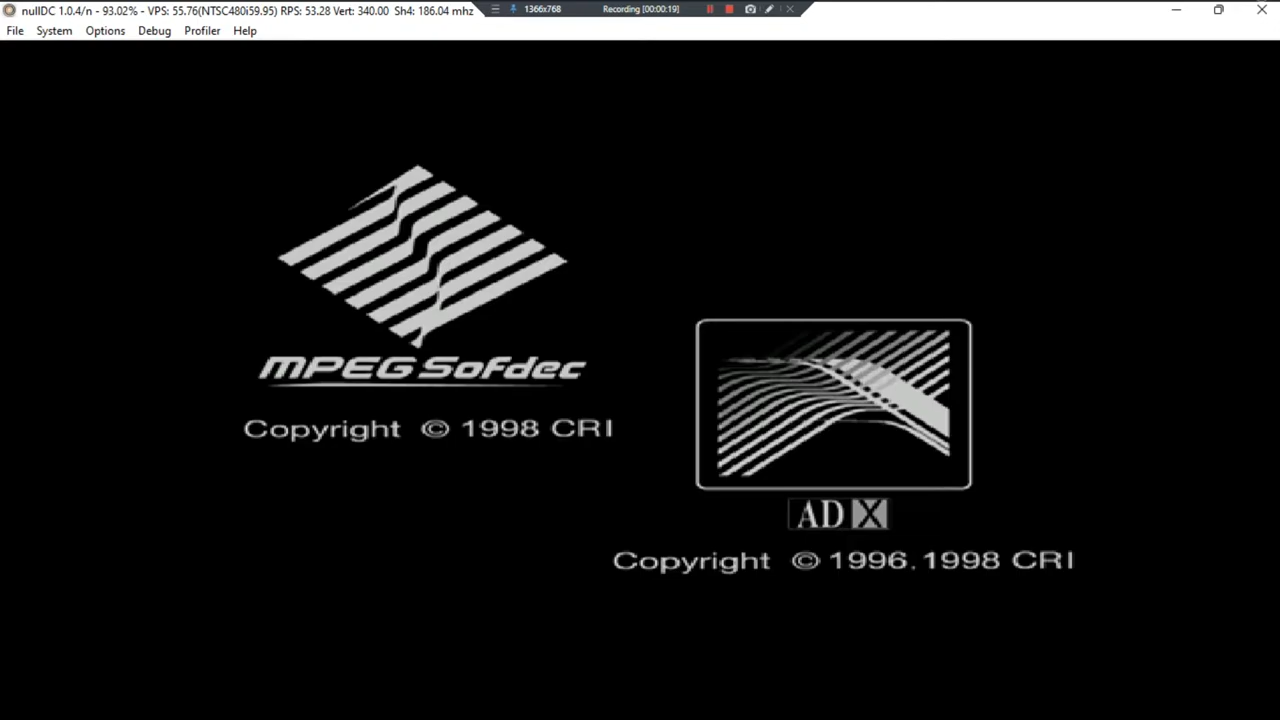 nullDC 1.0.4/n - 93.02% - VPS: 55.76(NTSC480i59.95) RPS: 53.28 Vert: 340.00 Sh4: 186.04 mhz
1366x768
Recording [00:00:19]
File System Options Debug Profiler Help
MPEG Sofdec
Copyright © 1998 CRI
ADX
Copyright © 1996.1998 CRI